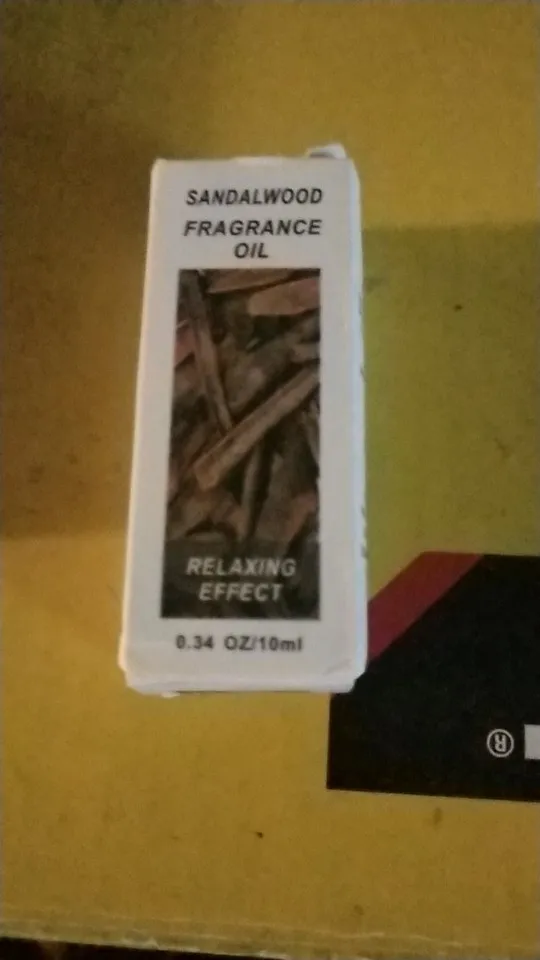 SANDALWOOD
FRAGRANCE
OIL
RELAXING
EFFECT
0.34 OZ/10ml
®